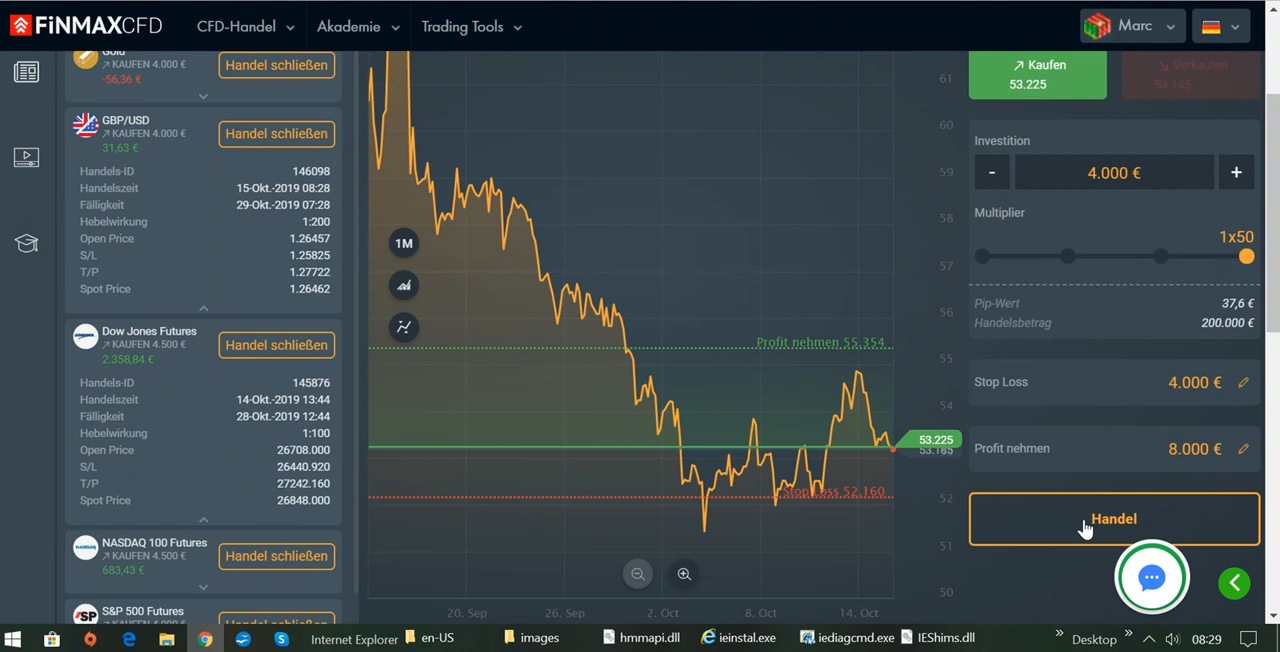 FiNMAXCFD
CFD-Handel
Akademie
Trading Tools
Marc
Gold
↗ KAUFEN 4.000 €
-56,36 €
Handel schließen
GBP/USD
↗ KAUFEN 4.000 €
31,63 €
Handel schließen
Handels-ID 146098
Handelszeit 15-Okt.-2019 08:28
Fälligkeit 29-Okt.-2019 07:28
Hebelwirkung 1:200
Open Price 1.26457
S/L 1.25825
T/P 1.27722
Spot Price 1.26462
Dow Jones Futures
↗ KAUFEN 4.500 €
2.358,84 €
Handel schließen
Handels-ID 145876
Handelszeit 14-Okt.-2019 13:44
Fälligkeit 28-Okt.-2019 12:44
Hebelwirkung 1:100
Open Price 26708.000
S/L 26440.920
T/P 27242.160
Spot Price 26848.000
NASDAQ 100 Futures
↗ KAUFEN 4.500 €
683,43 €
Handel schließen
S&P 500 Futures
↗ KAUFEN 4.500 €
Handel schließen
1M
Profit nehmen 55.354
Stop Loss 52.160
61
60
59
58
57
56
55
54
53.225
53.185
52
51
50
20. Sep
26. Sep
2. Oct
8. Oct
14. Oct
↗ Kaufen
53.225
↘ Verkaufen
53.145
Investition
- 4.000 € +
Multiplier
1x50
Pip-Wert 37,6 €
Handelsbetrag 200.000 €
Stop Loss 4.000 €
Profit nehmen 8.000 €
Handel
Internet Explorer
en-US
images
hmmapi.dll
ieinstal.exe
iediagcmd.exe
IEShims.dll
Desktop
08:29